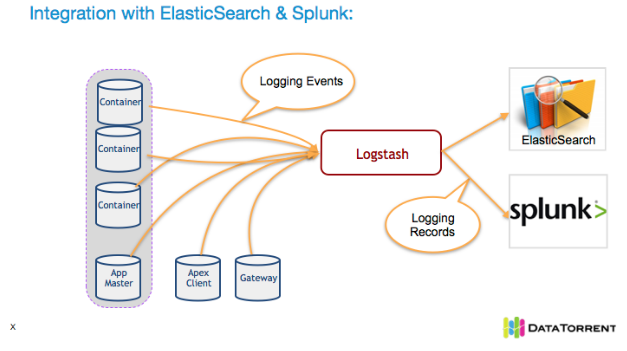 Integration with ElasticSearch & Splunk:
Logging Events
Container
Container
Container
App
Master
Apex
Client
Gateway
Logstash
Logging
Records
ElasticSearch
splunk>
X
DATATORRENT